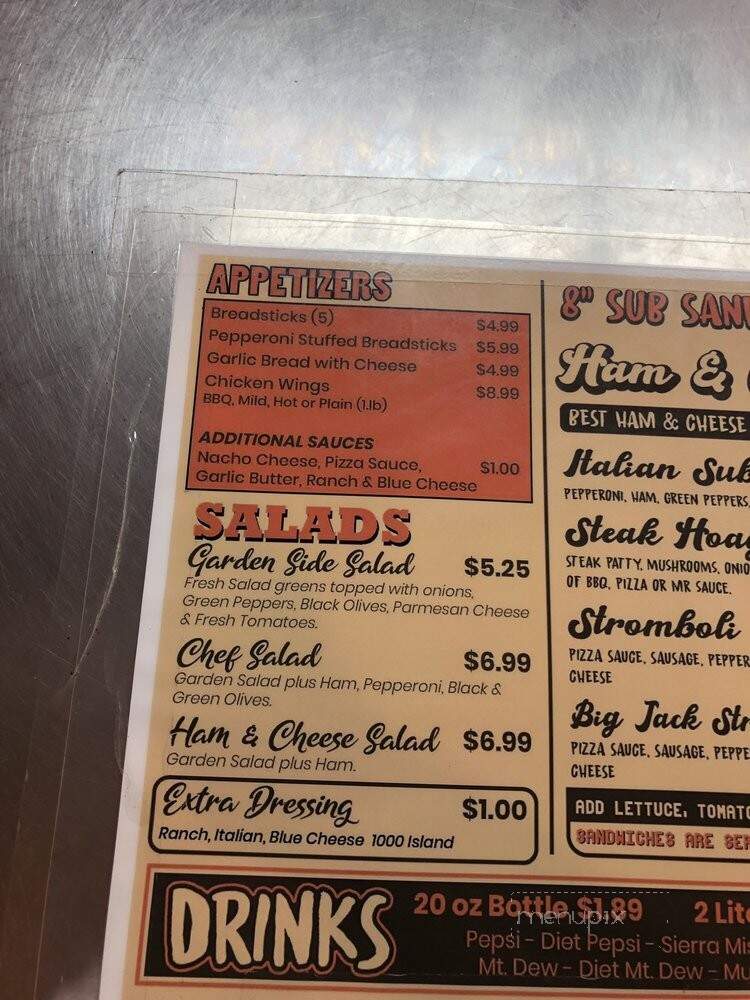 APPETIZERS
Breadsticks (5) $4.99
Pepperoni Stuffed Breadsticks $5.99
Garlic Bread with Cheese $4.99
Chicken Wings $8.99
BBQ, Mild, Hot or Plain (1.lb)
ADDITIONAL SAUCES
Nacho Cheese, Pizza Sauce, $1.00
Garlic Butter, Ranch & Blue Cheese
SALADS
Garden Side Salad $5.25
Fresh Salad greens topped with onions,
Green Peppers, Black Olives, Parmesan Cheese
& Fresh Tomatoes.
Chef Salad $6.99
Garden Salad plus Ham, Pepperoni, Black &
Green Olives.
Ham & Cheese Salad $6.99
Garden Salad plus Ham.
Extra Dressing $1.00
Ranch, Italian, Blue Cheese 1000 Island
8" SUB
Ham &
BEST HAM & CHEESE
Italian Sub
PEPPERONI, HAM, GREEN PEPPERS,
Steak
STEAK PATTY, MUSHROOMS,
OF BBQ, PIZZA OR MR SAUCE.
Stromboli
PIZZA SAUCE, SAUSAGE,
CHEESE
Big Jack
PIZZA SAUCE, SAUSAGE,
CHEESE
ADD LETTUCE,
SANDWICHES ARE
DRINKS
20 oz Bottle $1.89 2
Pepsi - Diet Pepsi - Sierra
Mt. Dew - Diet Mt. Dew -
menupix